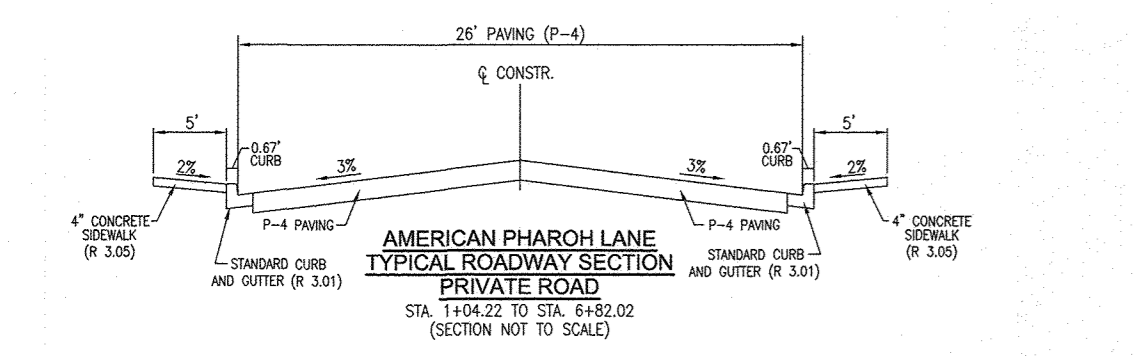 26' PAVING (P-4)
℄ CONSTR.
5'
5'
0.67'
CURB
0.67'
CURB
2%
3%
3%
2%
4" CONCRETE
SIDEWALK
(R 3.05)
P-4 PAVING
P-4 PAVING
4" CONCRETE
SIDEWALK
(R 3.05)
STANDARD CURB
AND GUTTER (R 3.01)
STANDARD CURB
AND GUTTER (R 3.01)
AMERICAN PHAROH LANE
TYPICAL ROADWAY SECTION
PRIVATE ROAD
STA. 1+04.22 TO STA. 6+82.02
(SECTION NOT TO SCALE)